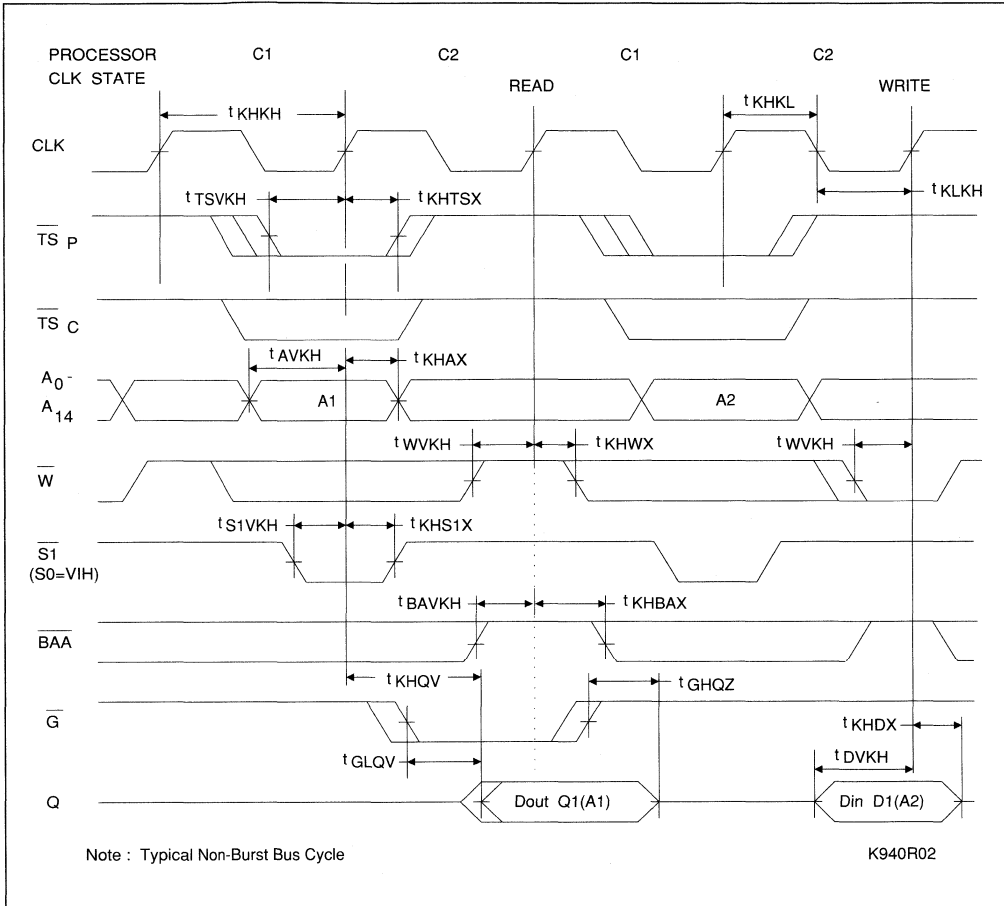 PROCESSOR C1 C2 C1 C2
CLK STATE
READ WRITE
t KHKH t KHKL
CLK
t TSVKH t KHTSX t KLKH
TS P
TS C
t AVKH t KHAX
A0 -
A14
A1 A2
t WVKH t KHWX t WVKH
W
t S1VKH t KHS1X
S1
(S0=VIH)
t BAVKH t KHBAX
BAA
t KHQV t GHQZ
G
t KHDX
t GLQV t DVKH
Q Dout Q1(A1) Din D1(A2)
Note : Typical Non-Burst Bus Cycle K940R02